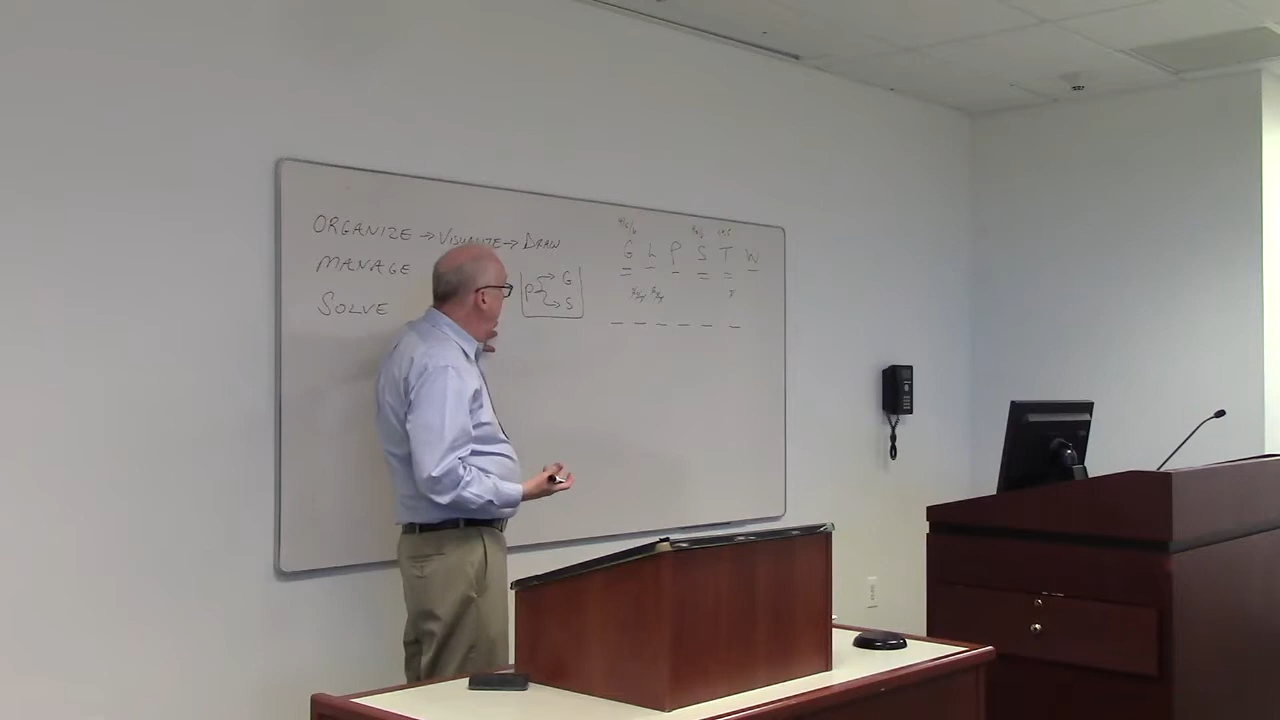 ORGANIZE → VISUALIZE → DRAW
MANAGE
SOLVE
P G
S
G L P S T W